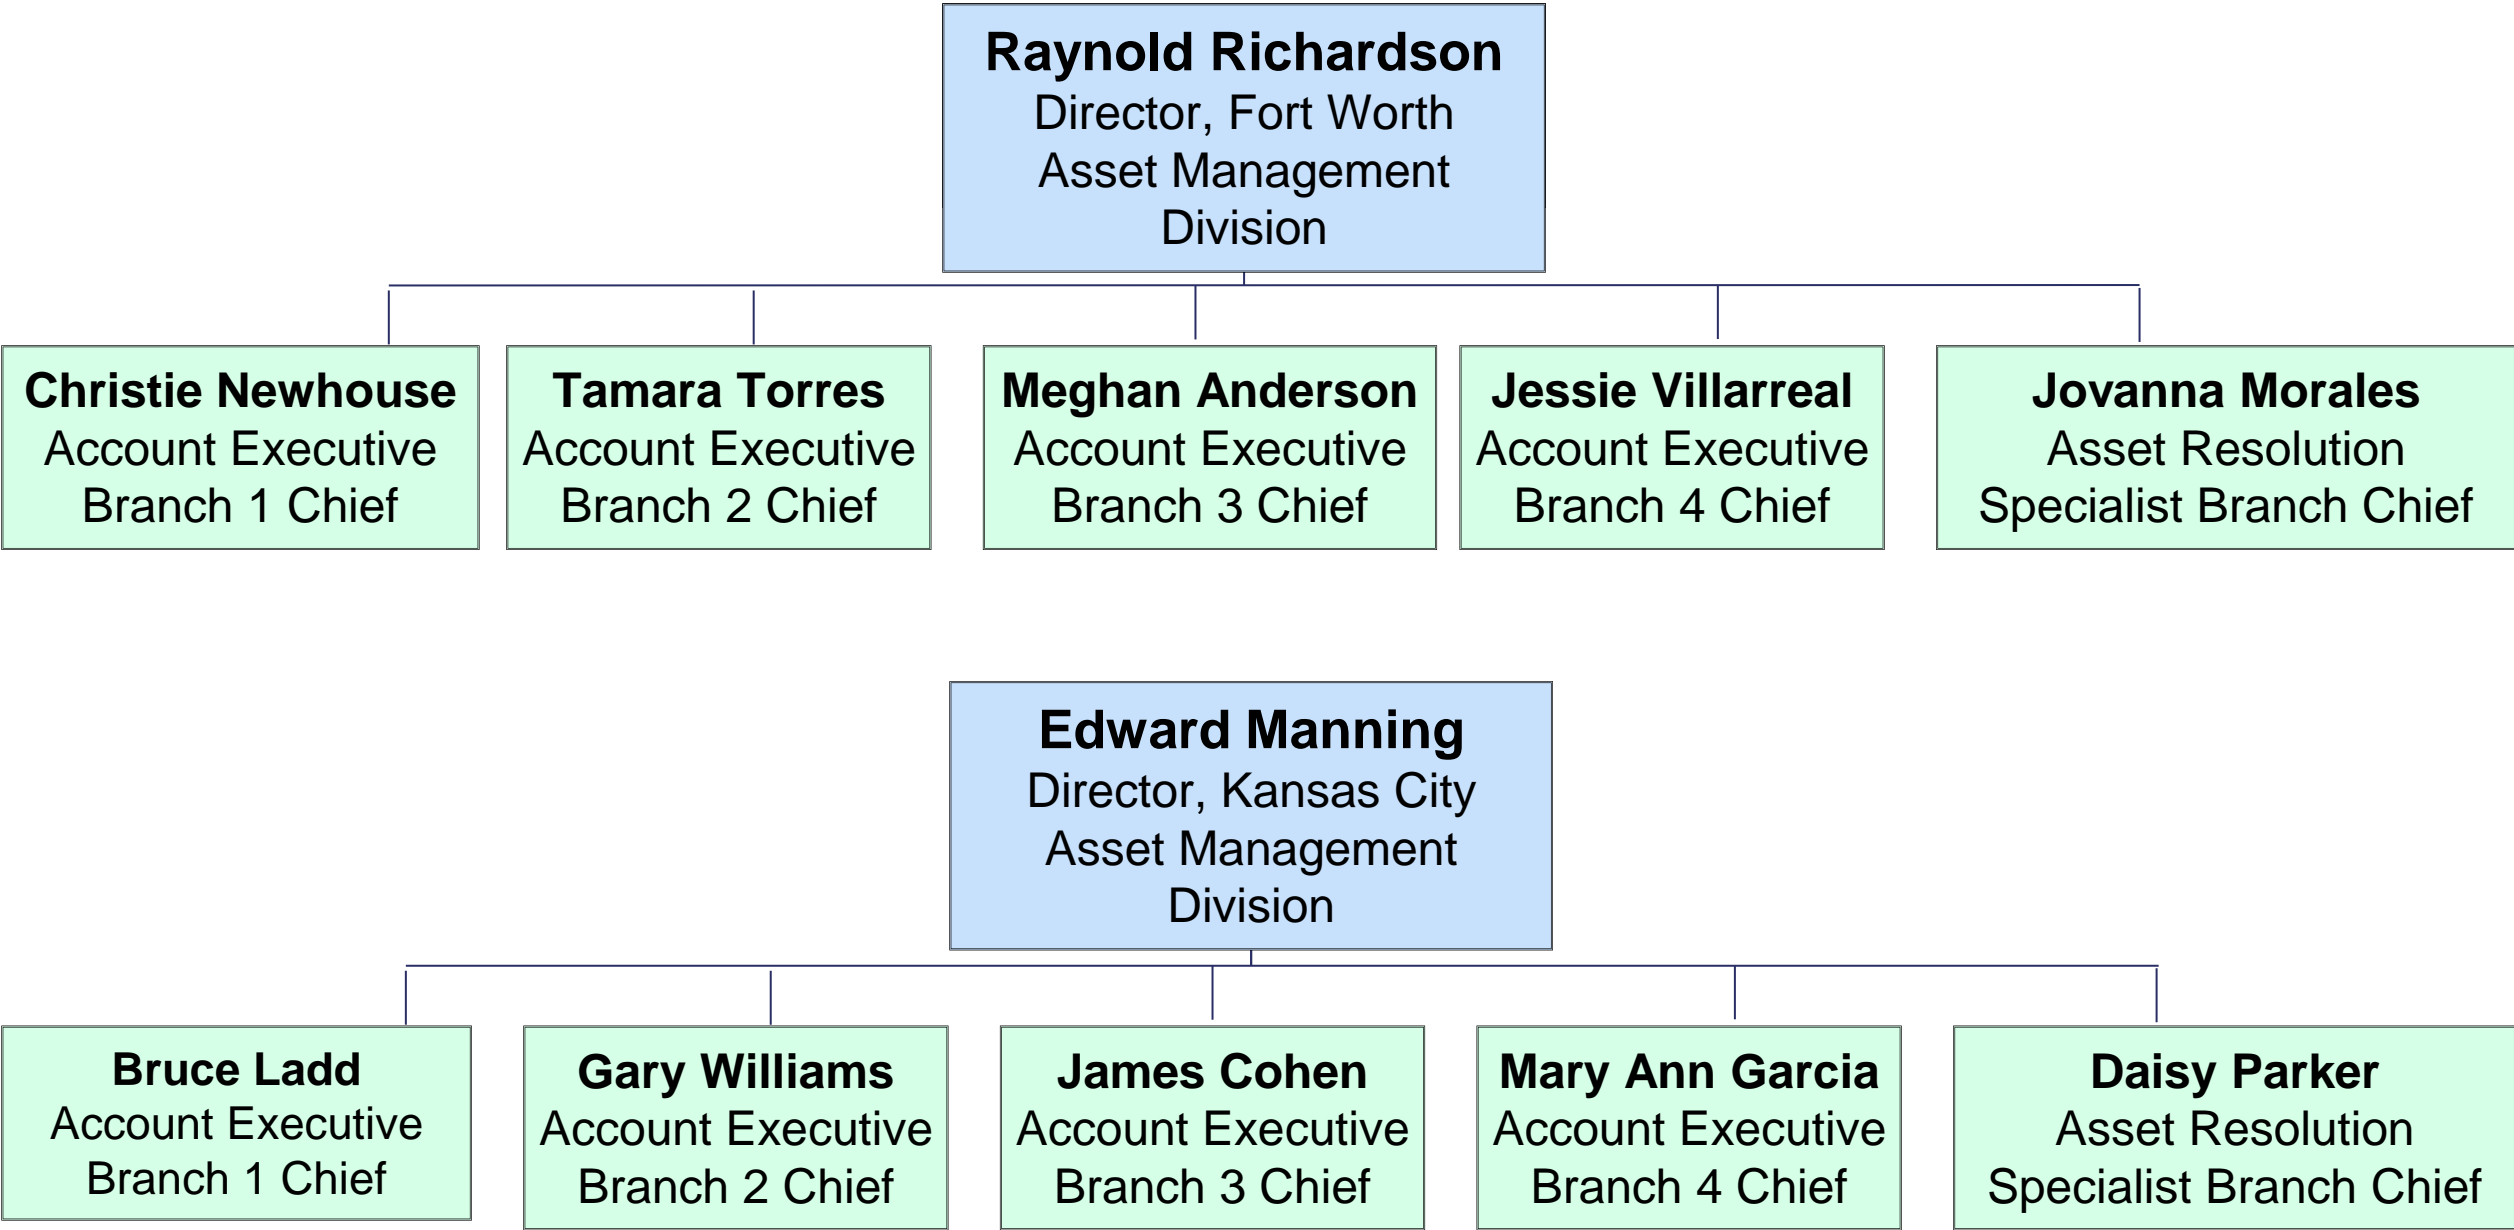 Raynold Richardson
Director, Fort Worth
Asset Management
Division
Christie Newhouse
Account Executive
Branch 1 Chief
Tamara Torres
Account Executive
Branch 2 Chief
Meghan Anderson
Account Executive
Branch 3 Chief
Jessie Villarreal
Account Executive
Branch 4 Chief
Jovanna Morales
Asset Resolution
Specialist Branch Chief
Edward Manning
Director, Kansas City
Asset Management
Division
Bruce Ladd
Account Executive
Branch 1 Chief
Gary Williams
Account Executive
Branch 2 Chief
James Cohen
Account Executive
Branch 3 Chief
Mary Ann Garcia
Account Executive
Branch 4 Chief
Daisy Parker
Asset Resolution
Specialist Branch Chief